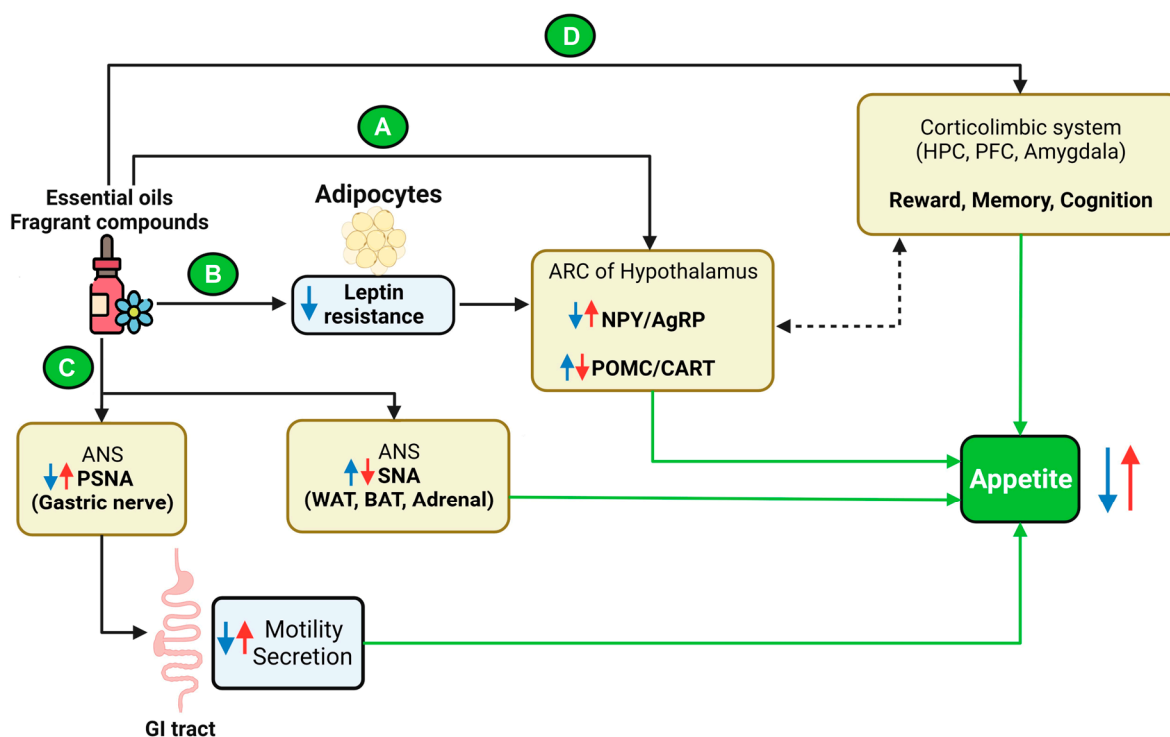 D
A
Corticolimbic system
(HPC, PFC, Amygdala)
Reward, Memory, Cognition
Essential oils
Fragrant compounds
Adipocytes
B
Leptin
resistance
ARC of Hypothalamus
NPY/AgRP
POMC/CART
C
ANS
PSNA
(Gastric nerve)
ANS
SNA
(WAT, BAT, Adrenal)
Appetite
Motility
Secretion
GI tract